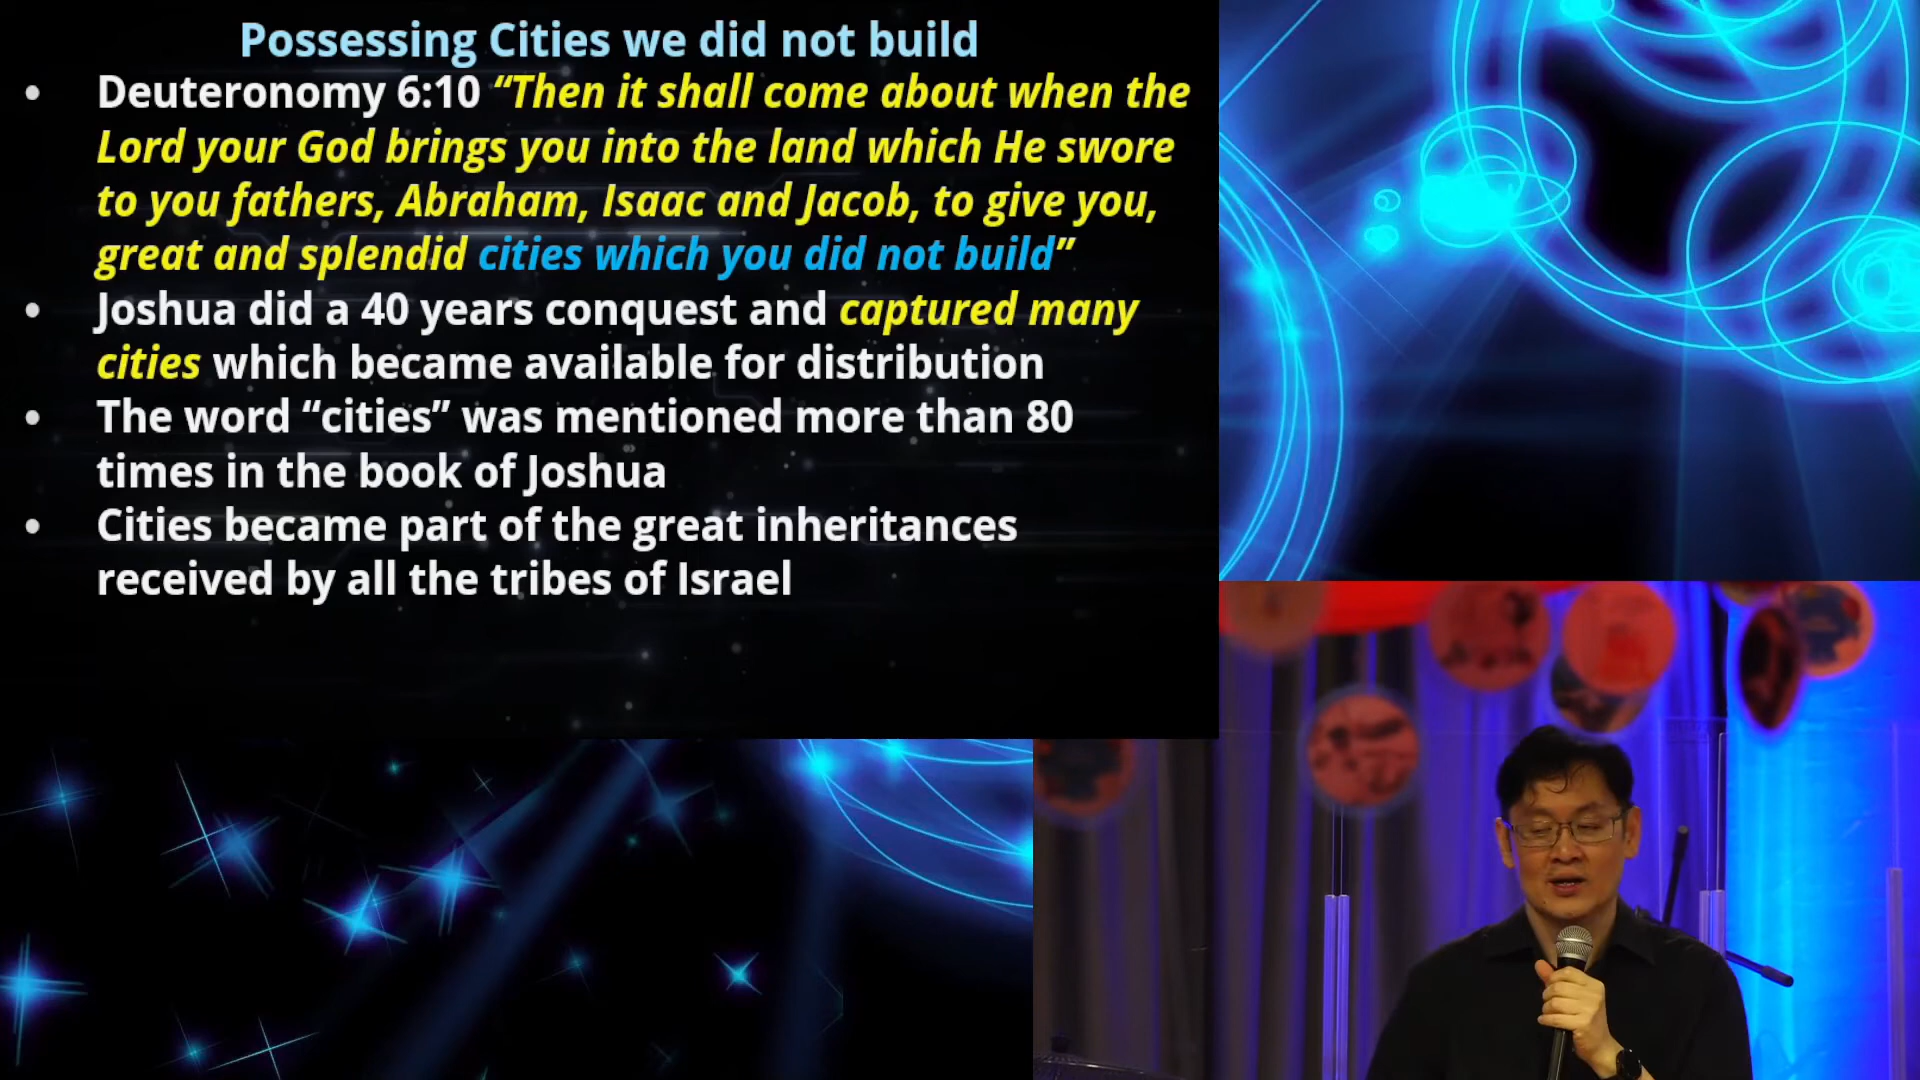 Possessing Cities we did not build
• Deuteronomy 6:10 “Then it shall come about when the
Lord your God brings you into the land which He swore
to you fathers, Abraham, Isaac and Jacob, to give you,
great and splendid cities which you did not build”
• Joshua did a 40 years conquest and captured many
cities which became available for distribution
• The word “cities” was mentioned more than 80
times in the book of Joshua
• Cities became part of the great inheritances
received by all the tribes of Israel